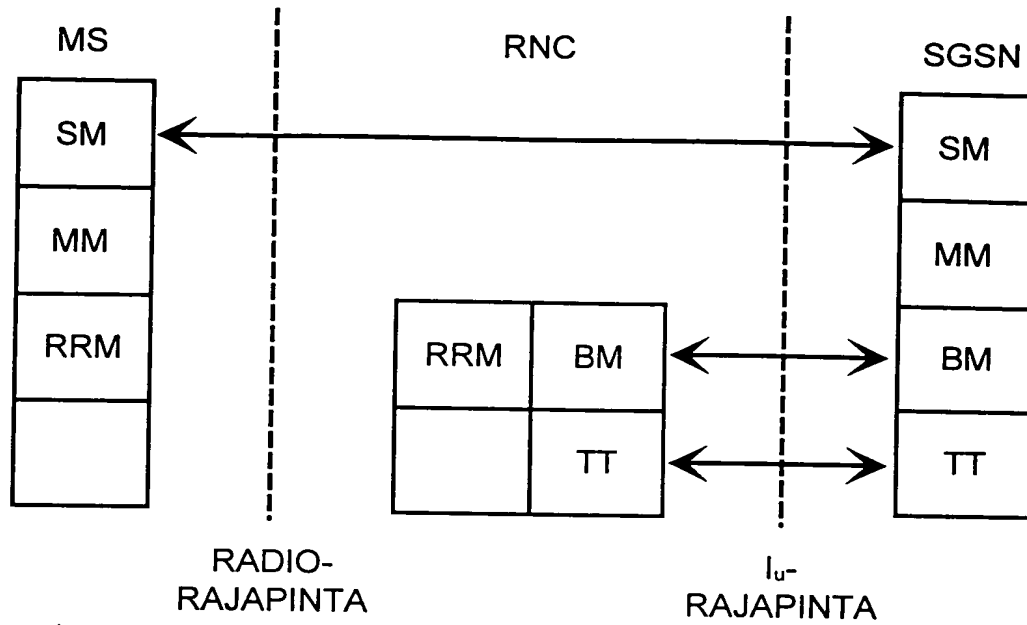 MS
RNC
SGSN
SM
SM
MM
MM
RRM
RRM
BM
BM
TT
TT
RADIO-
RAJAPINTA
Iu-
RAJAPINTA